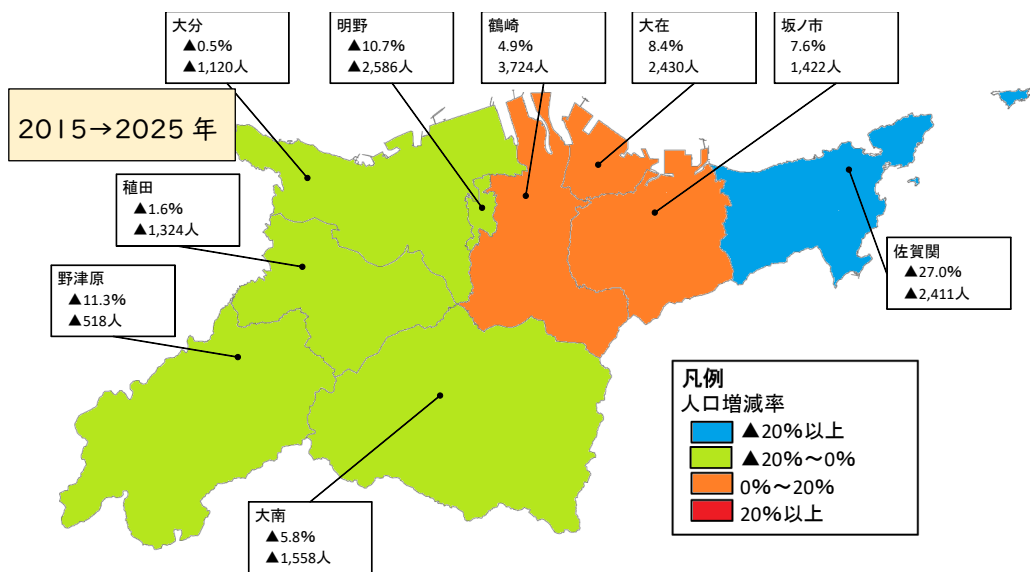 大分
▲0.5%
▲1,120人
明野
▲10.7%
▲2,586人
鶴崎
4.9%
3,724人
大在
8.4%
2,430人
坂ノ市
7.6%
1,422人
2015→2025年
稙田
▲1.6%
▲1,324人
野津原
▲11.3%
▲518人
佐賀関
▲27.0%
▲2,411人
大南
▲5.8%
▲1,558人
凡例
人口増減率
▲20%以上
▲20%～0%
0%～20%
20%以上